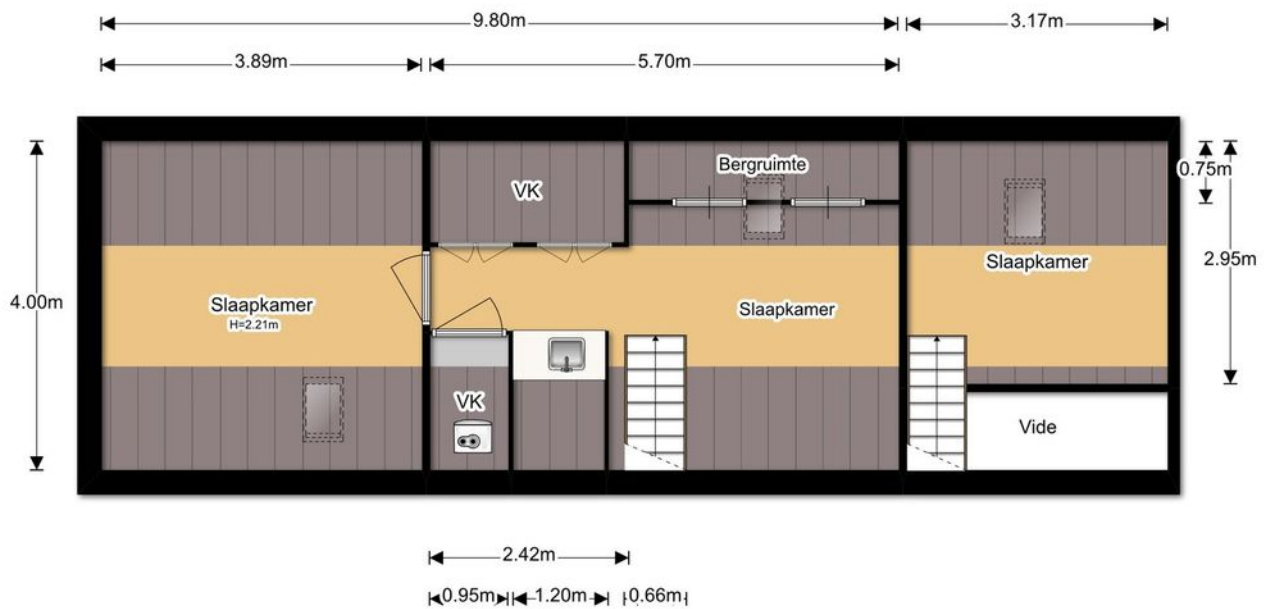 9.80m
3.17m
3.89m
5.70m
Bergruimte
0.75m
VK
2.95m
Slaapkamer
4.00m
Slaapkamer
H=2.21m
Slaapkamer
VK
Vide
2.42m
0.95m
1.20m
0.66m